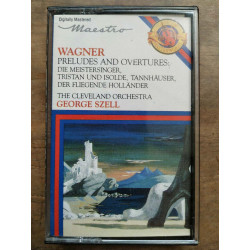 Digitally Mastered
Maestro
WAGNER
PRELUDES AND OVERTURES:
DIE MEISTERSINGER,
TRISTAN UND ISOLDE, TANNHÄUSER,
DER FLIEGENDE HOLLÄNDER
THE CLEVELAND ORCHESTRA
GEORGE SZELL